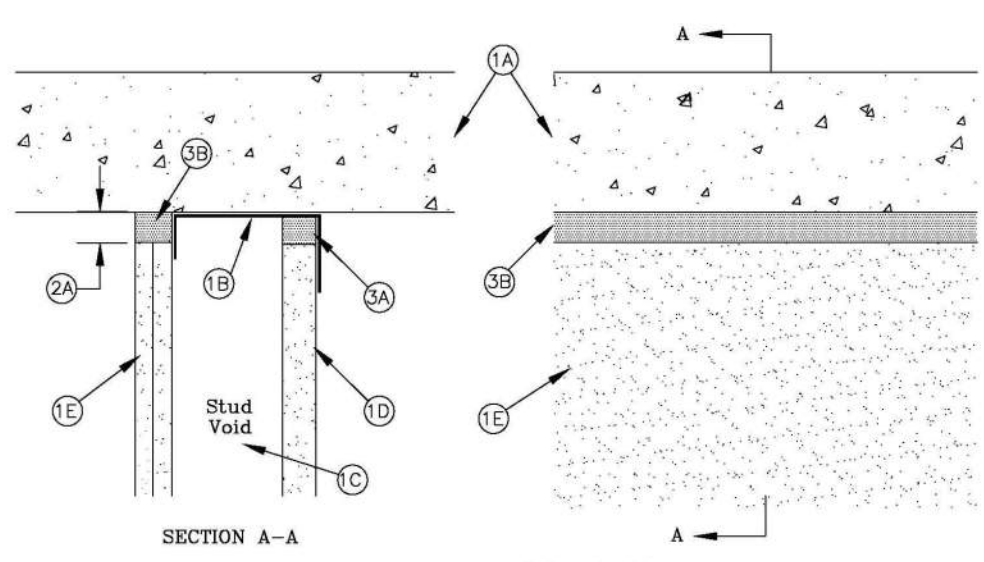 A
1A
3B
2A
1B
3A
3B
1E
Stud
Void
1D
1E
1C
SECTION A-A
A